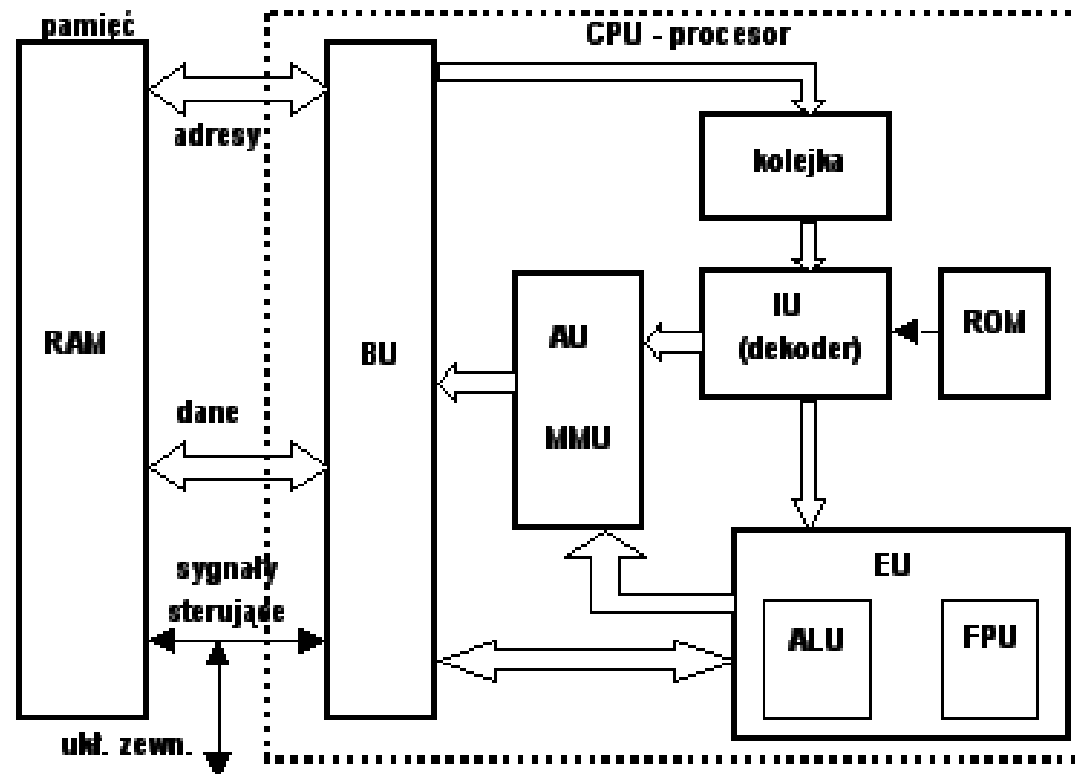 pamięć
CPU - procesor
adresy
kolejka
RAM
BU
AU
MMU
IU
(dekoder)
ROM
dane
sygnały
sterujące
EU
ALU
FPU
ukł. zewn.